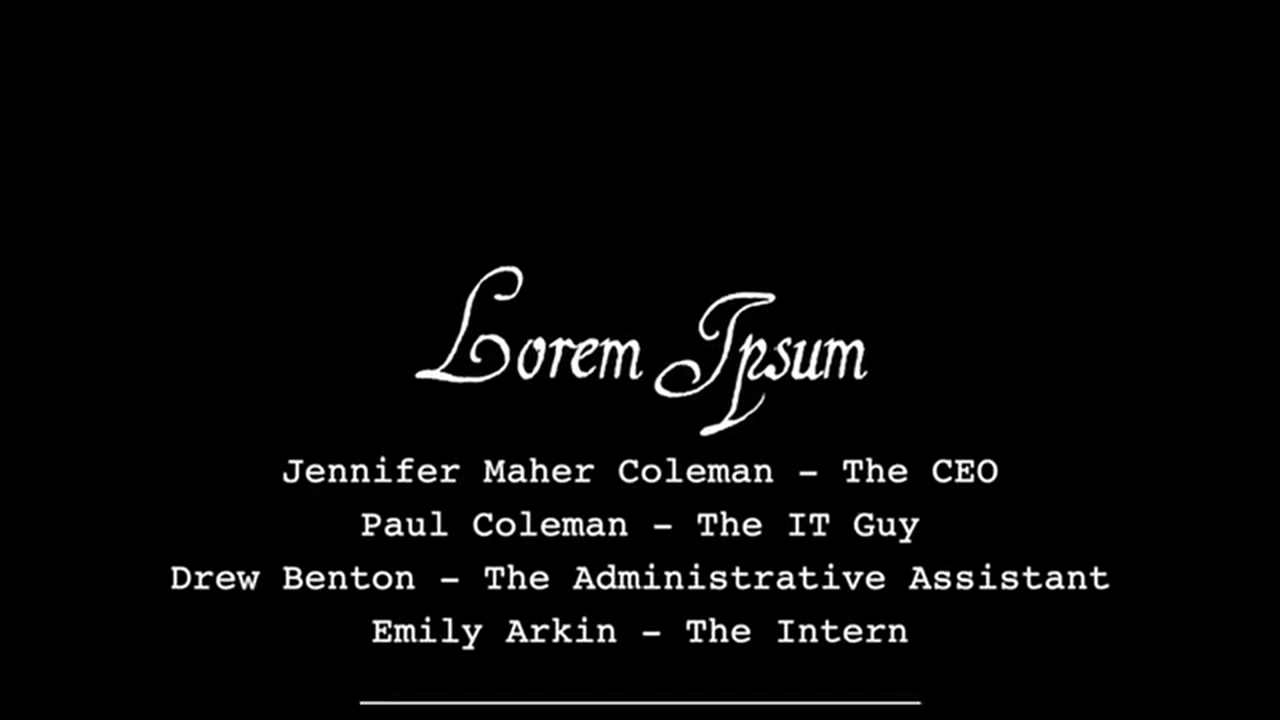 Lorem Ipsum
Jennifer Maher Coleman - The CEO
Paul Coleman - The IT Guy
Drew Benton - The Administrative Assistant
Emily Arkin - The Intern